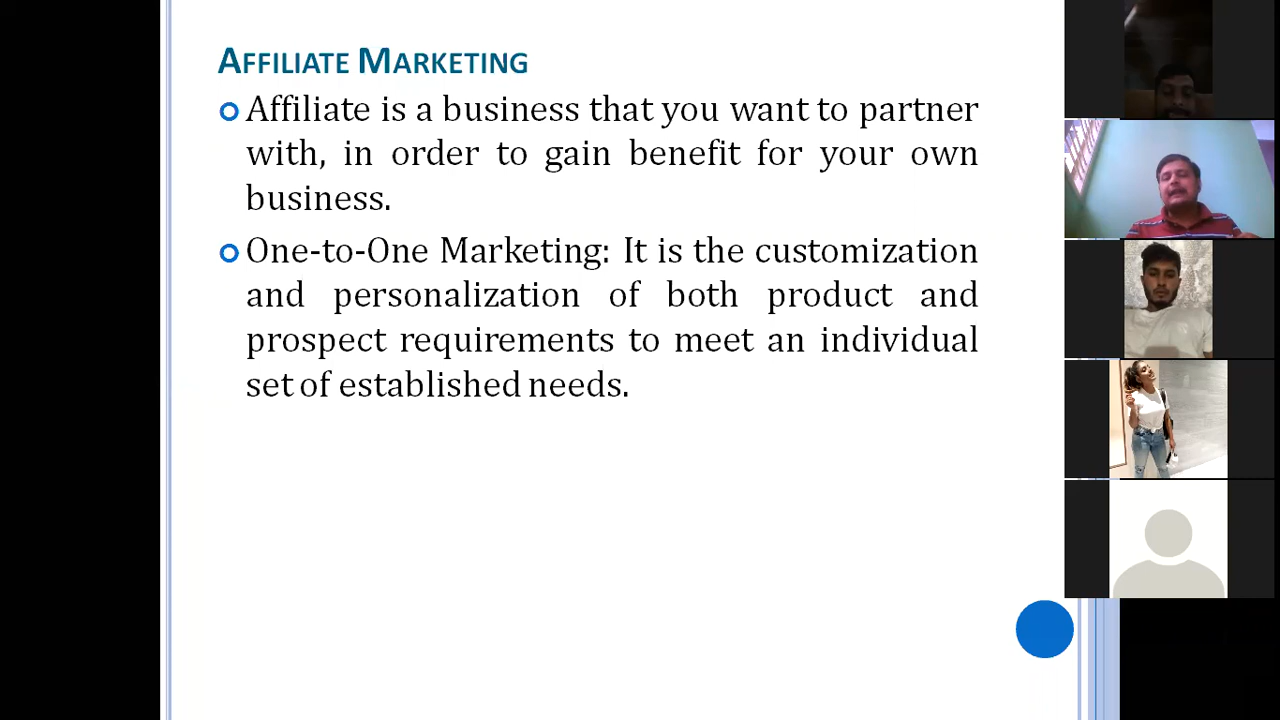 AFFILIATE MARKETING
Affiliate is a business that you want to partner
with, in order to gain benefit for your own
business.
One-to-One Marketing: It is the customization
and personalization of both product and
prospect requirements to meet an individual
set of established needs.